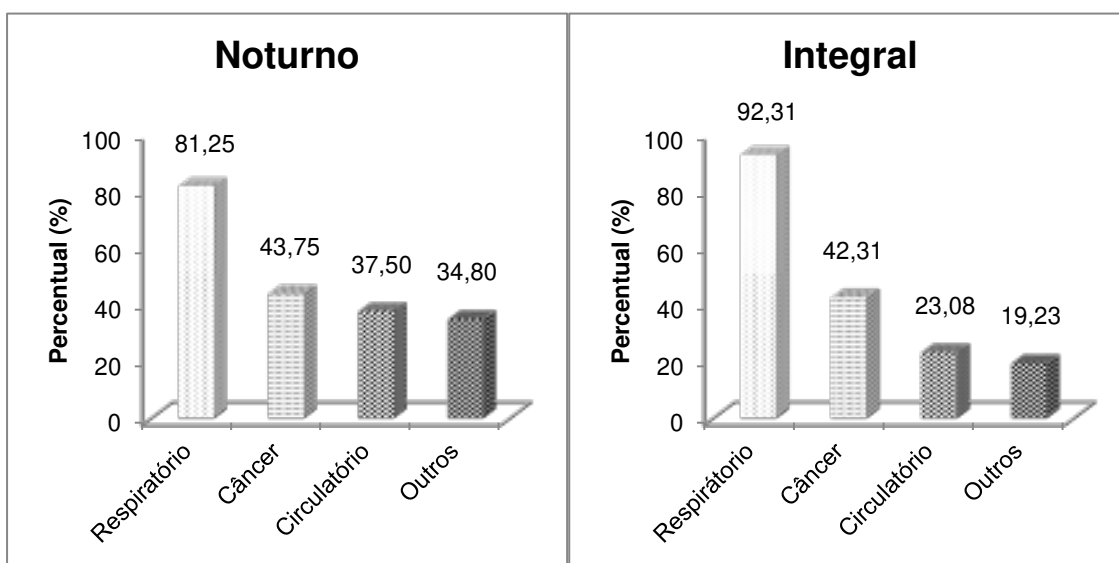 Noturno
Percentual (%)
100
80
60
40
20
0
81,25
43,75
37,50
34,80
Respiratório
Câncer
Circulatório
Outros
Integral
Percentual (%)
100
80
60
40
20
0
92,31
42,31
23,08
19,23
Respirátorio
Câncer
Circulatório
Outros